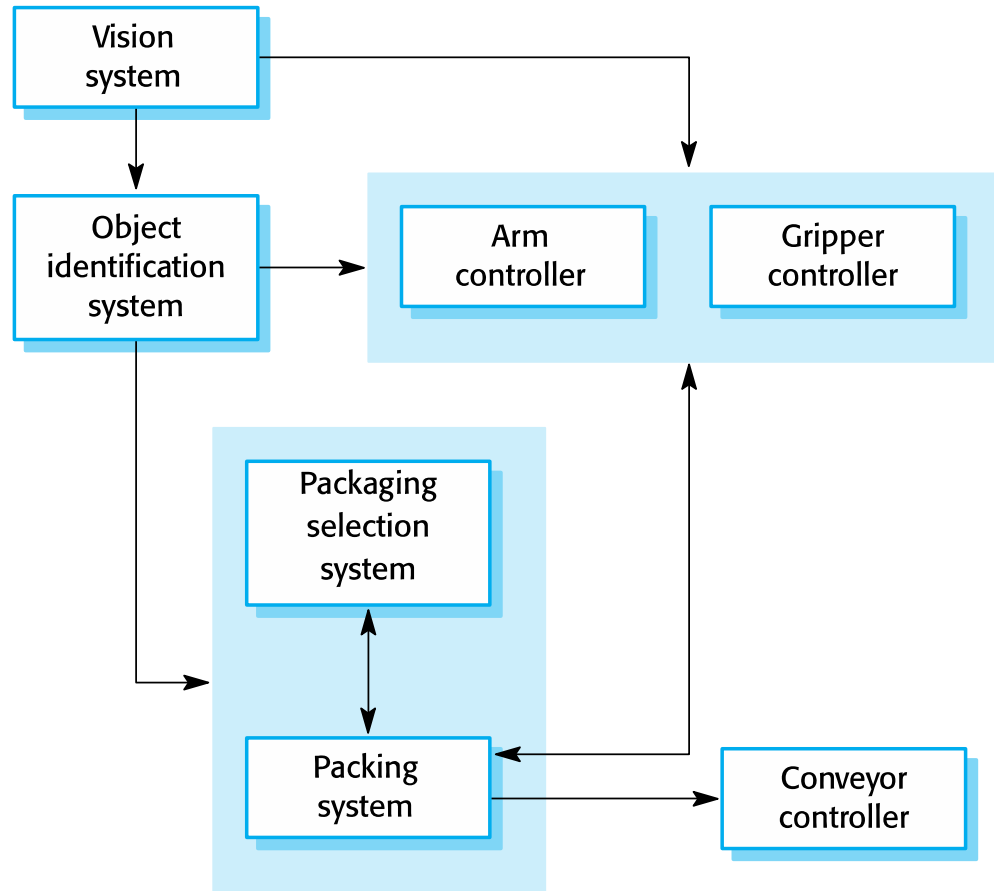 Vision
system
Object
identification
system
Arm
controller
Gripper
controller
Packaging
selection
system
Packing
system
Conveyor
controller